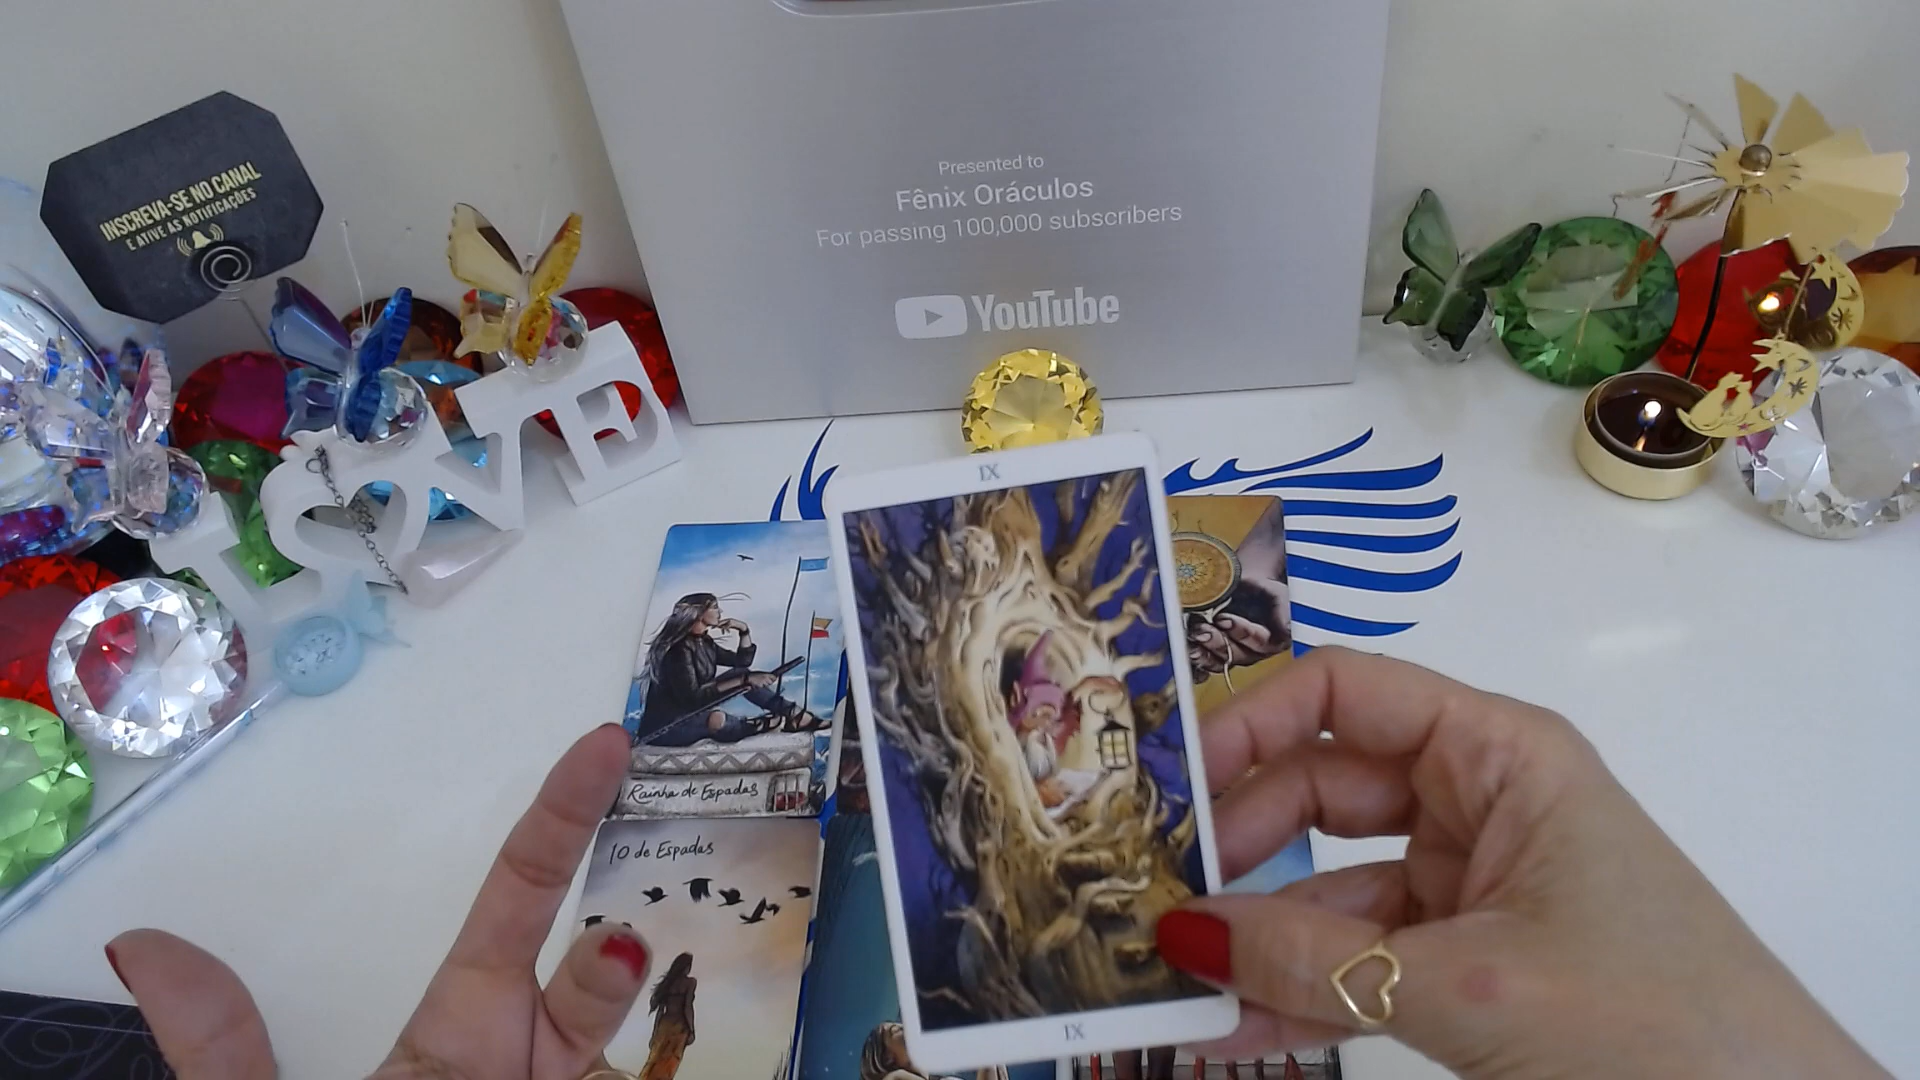 INSCREVA-SE NO CANAL
E ATIVE AS NOTIFICAÇÕES
Presented to
Fênix Oráculos
For passing 100,000 subscribers
YouTube
LOVE
IX
Rainha de Espadas
10 de Espadas
IX